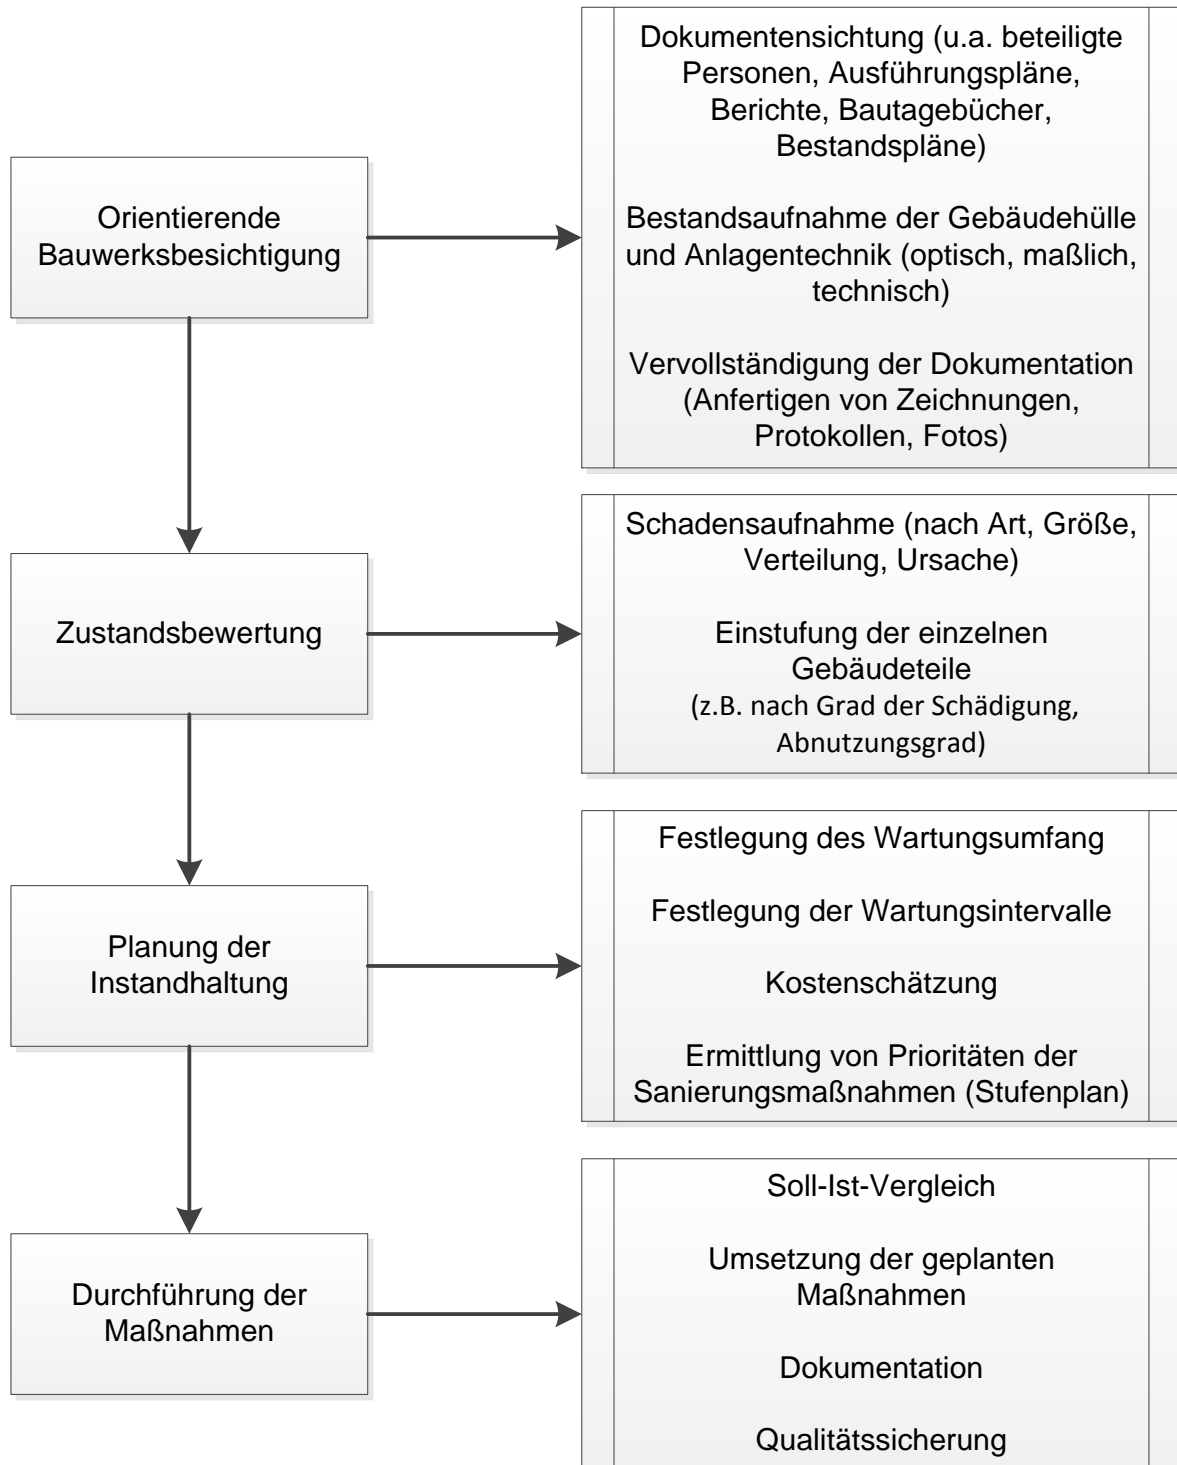 Orientierende
Bauwerksbesichtigung
Dokumentensichtung (u.a. beteiligte
Personen, Ausführungspläne,
Berichte, Bautagebücher,
Bestandspläne)
Bestandsaufnahme der Gebäudehülle
und Anlagentechnik (optisch, maßlich,
technisch)
Vervollständigung der Dokumentation
(Anfertigen von Zeichnungen,
Protokollen, Fotos)
Zustandsbewertung
Schadensaufnahme (nach Art, Größe,
Verteilung, Ursache)
Einstufung der einzelnen
Gebäudeteile
(z.B. nach Grad der Schädigung,
Abnutzungsgrad)
Planung der
Instandhaltung
Festlegung des Wartungsumfang
Festlegung der Wartungsintervalle
Kostenschätzung
Ermittlung von Prioritäten der
Sanierungsmaßnahmen (Stufenplan)
Durchführung der
Maßnahmen
Soll-Ist-Vergleich
Umsetzung der geplanten
Maßnahmen
Dokumentation
Qualitätssicherung